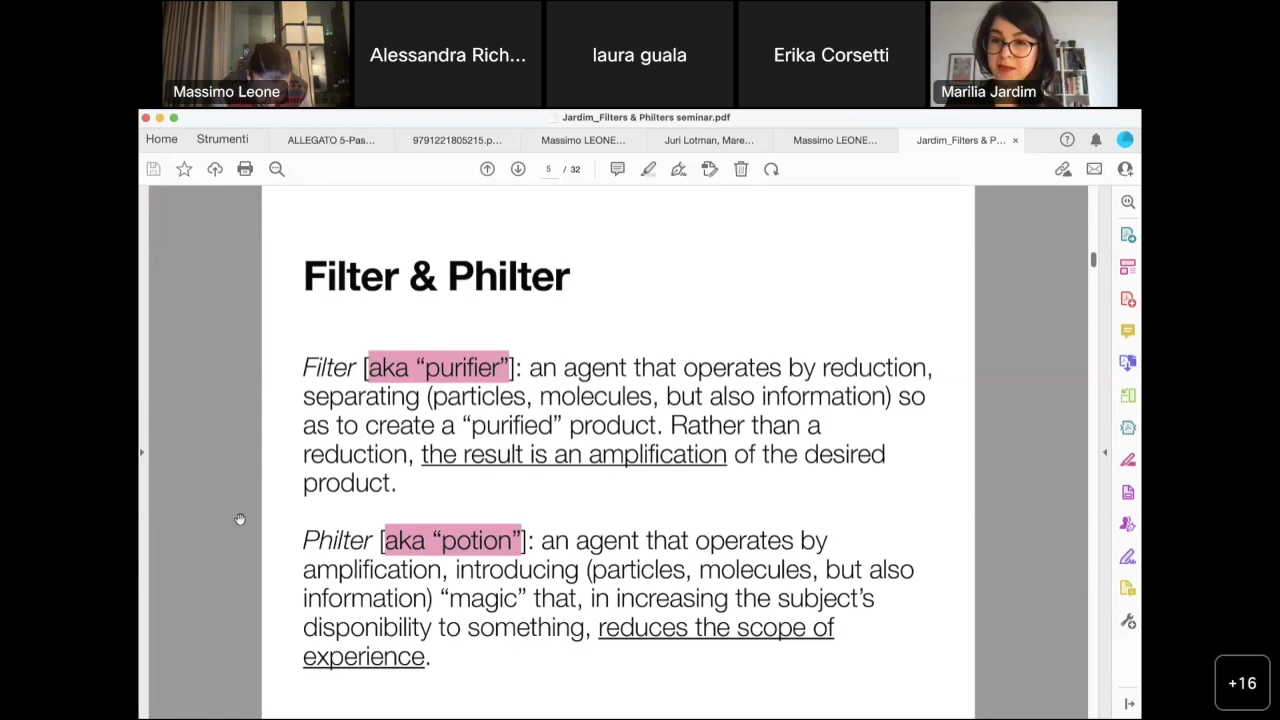 Alessandra Rich...
laura guala
Erika Corsetti
Massimo Leone
Marilia Jardim
Jardim_Filters & Philters seminar.pdf
Home
Strumenti
ALLEGATO 5-Pas...
9791221805215.p...
Massimo LEONE...
Juri Lotman, Mare...
Massimo LEONE...
Jardim_Filters & P... ×
5 / 32
Filter & Philter
Filter [aka “purifier”]: an agent that operates by reduction,
separating (particles, molecules, but also information) so
as to create a “purified” product. Rather than a
reduction, the result is an amplification of the desired
product.
Philter [aka “potion”]: an agent that operates by
amplification, introducing (particles, molecules, but also
information) “magic” that, in increasing the subject’s
disponibility to something, reduces the scope of
experience.
+16